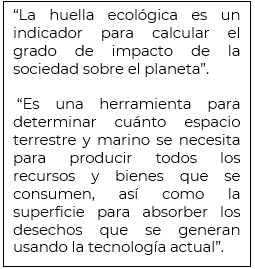 “La huella ecológica es un
indicador para calcular el
grado de impacto de la
sociedad sobre el planeta”.
“Es una herramienta para
determinar cuánto espacio
terrestre y marino se necesita
para producir todos los
recursos y bienes que se
consumen, así como la
superficie para absorber los
desechos que se generan
usando la tecnología actual”.